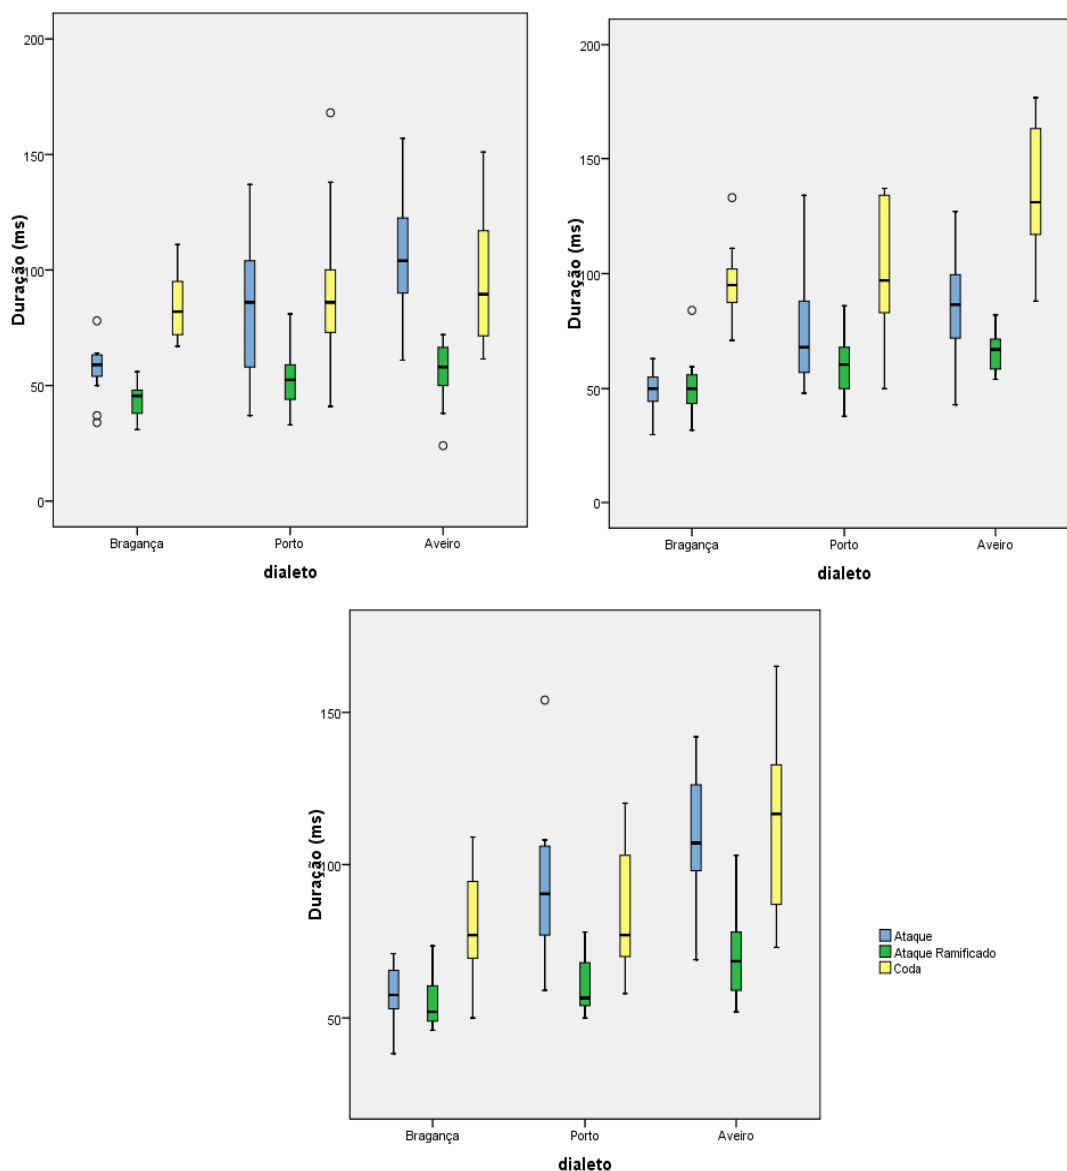 200
150
100
50
0
Duração (ms)
Bragança Porto Aveiro
dialeto
200
150
100
50
0
Duração (ms)
Bragança Porto Aveiro
dialeto
150
100
50
Duração (ms)
Bragança Porto Aveiro
dialeto
Ataque
Ataque Ramificado
Coda